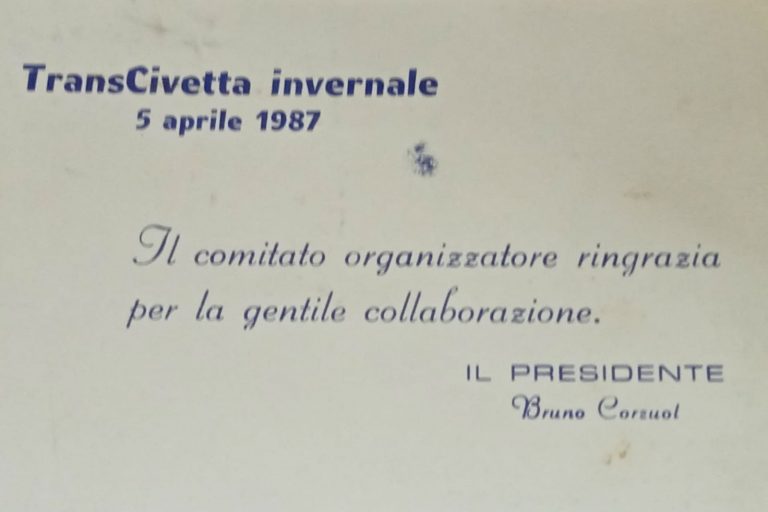 TransCivetta invernale
5 aprile 1987
Il comitato organizzatore ringrazia
per la gentile collaborazione.
IL PRESIDENTE
Bruno Corzuol